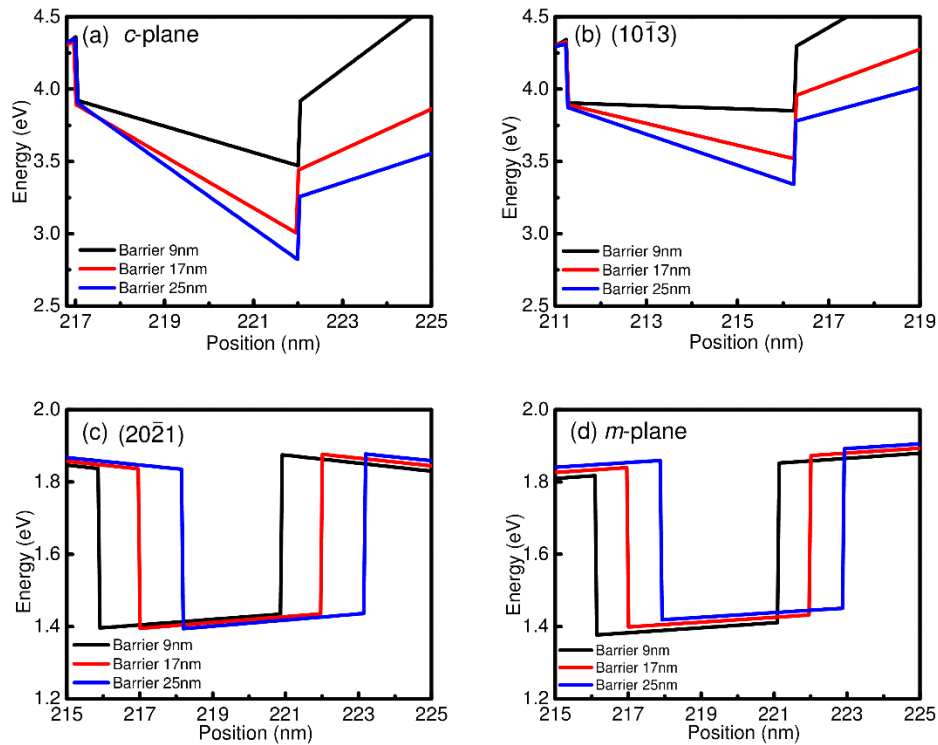 (a) c-plane
4.5
4.0
3.5
3.0
2.5
Energy (eV)
Barrier 9nm
Barrier 17nm
Barrier 25nm
217 219 221 223 225
Position (nm)
(b) (101̄3)
4.5
4.0
3.5
3.0
2.5
Energy (eV)
Barrier 9nm
Barrier 17nm
Barrier 25nm
211 213 215 217 219
Position (nm)
(c) (202̄1)
2.0
1.8
1.6
1.4
1.2
Energy (eV)
Barrier 9nm
Barrier 17nm
Barrier 25nm
215 217 219 221 223 225
Position (nm)
(d) m-plane
2.0
1.8
1.6
1.4
1.2
Energy (eV)
Barrier 9nm
Barrier 17nm
Barrier 25nm
215 217 219 221 223 225
Position (nm)